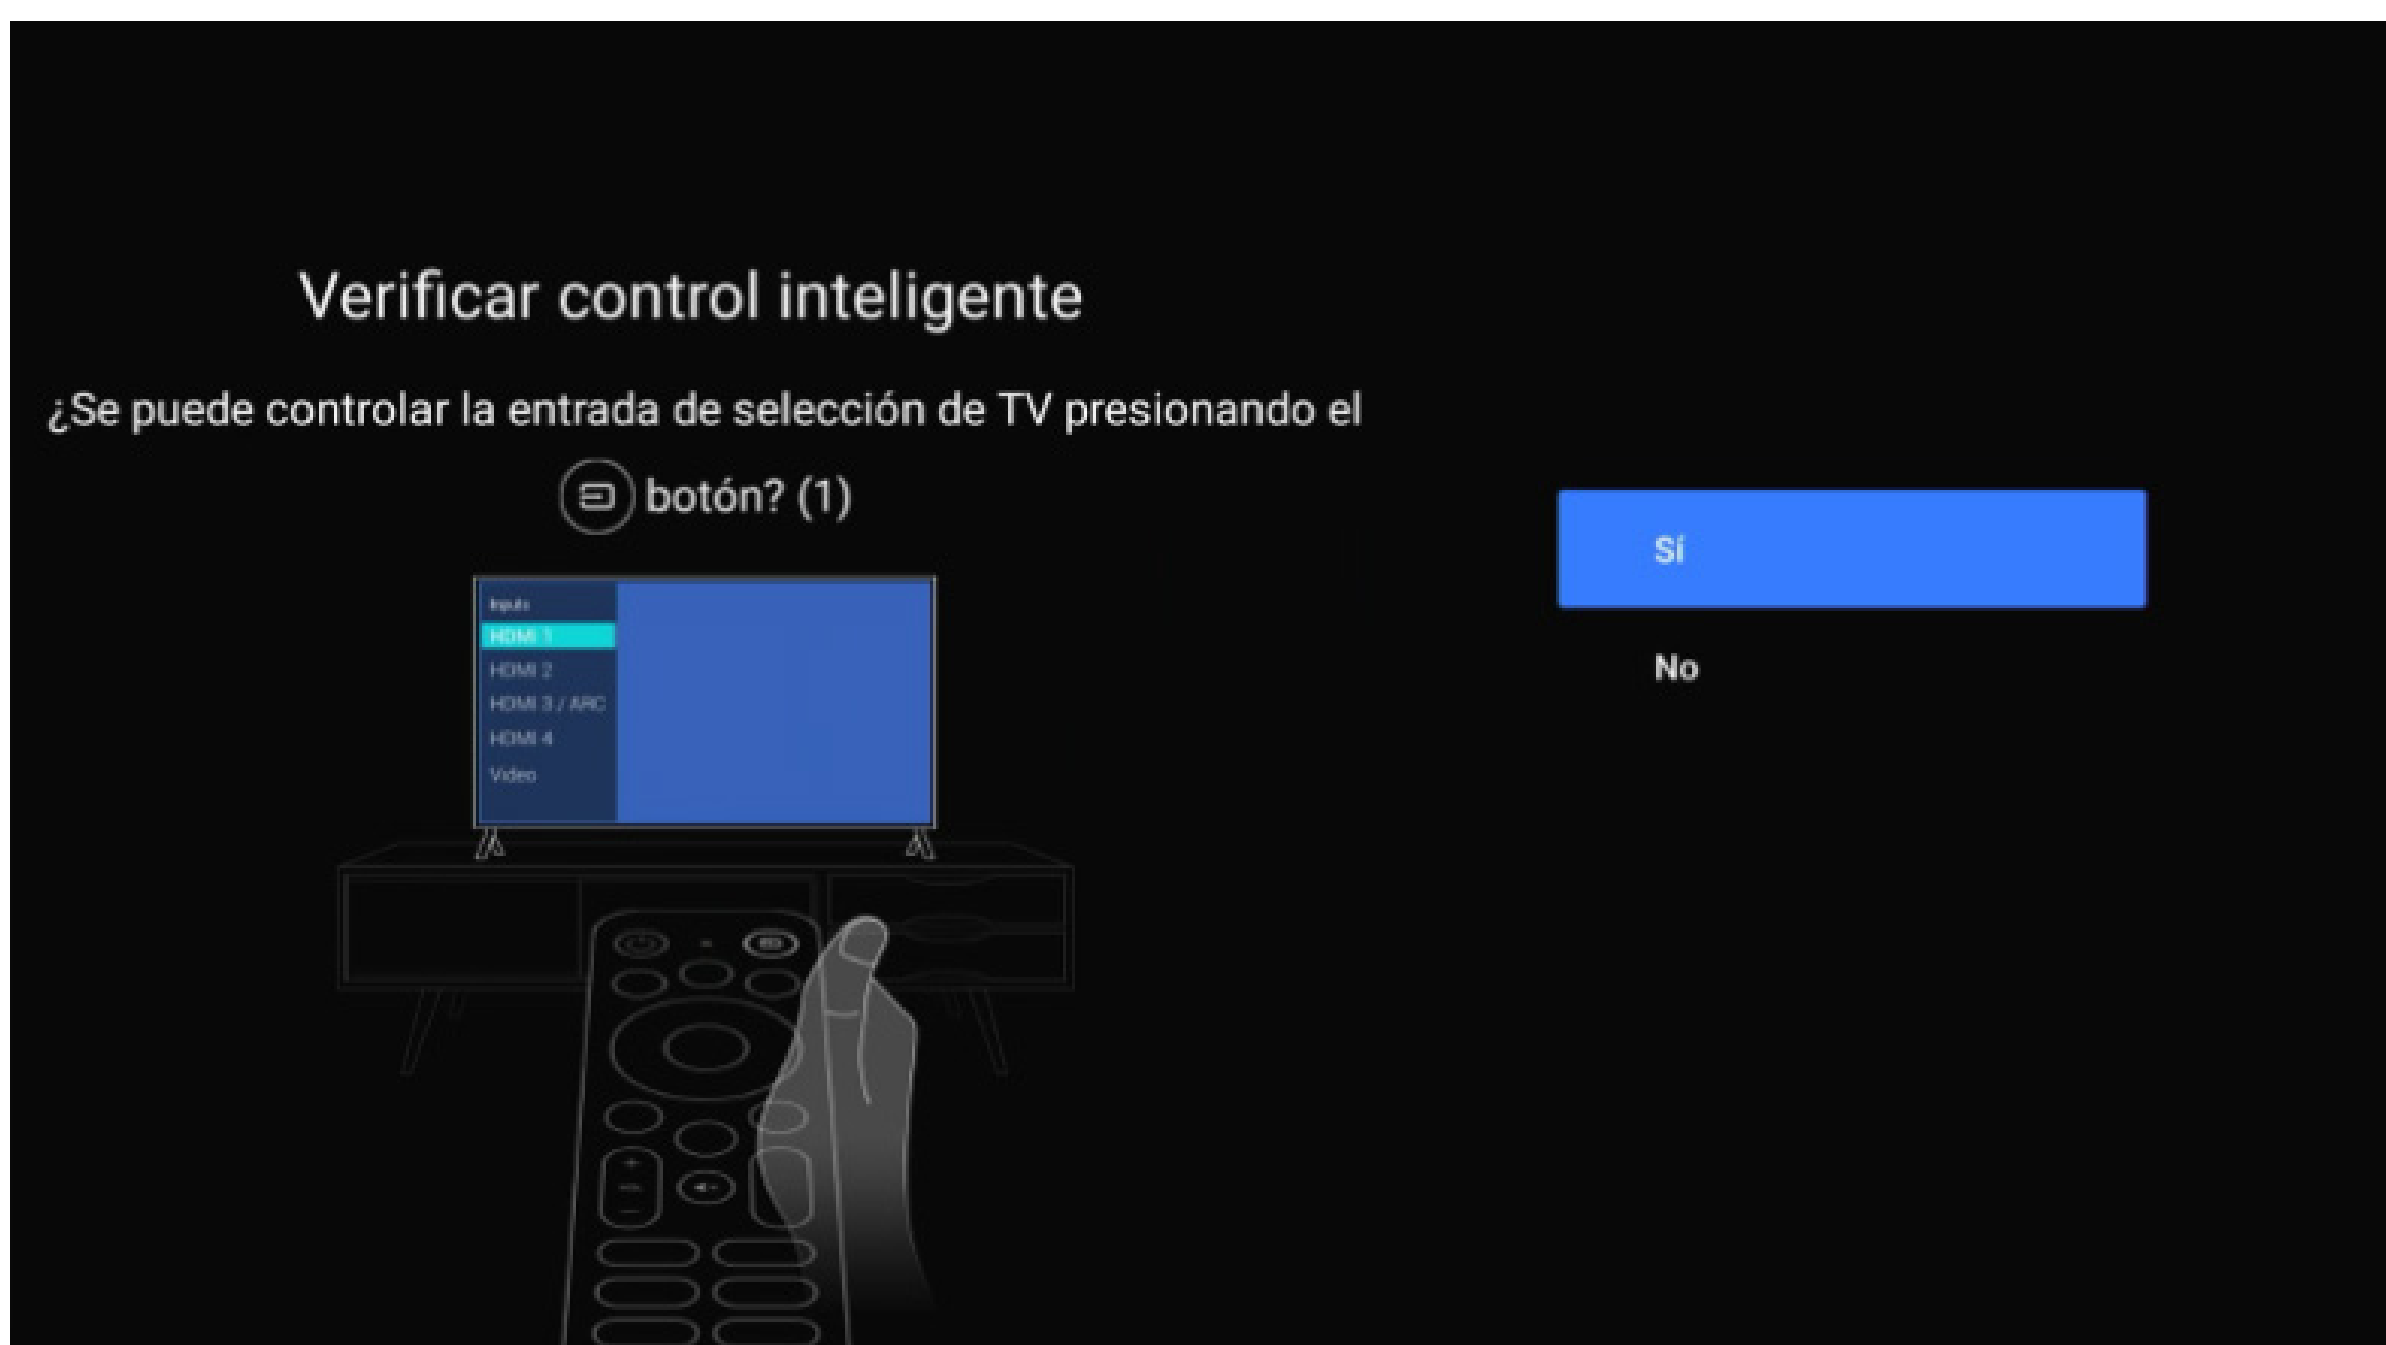 Verificar control inteligente
¿Se puede controlar la entrada de selección de TV presionando el
botón? (1)
Sí
No
Inputs
HDMI 1
HDMI 2
HDMI 3 / ARC
HDMI 4
Video